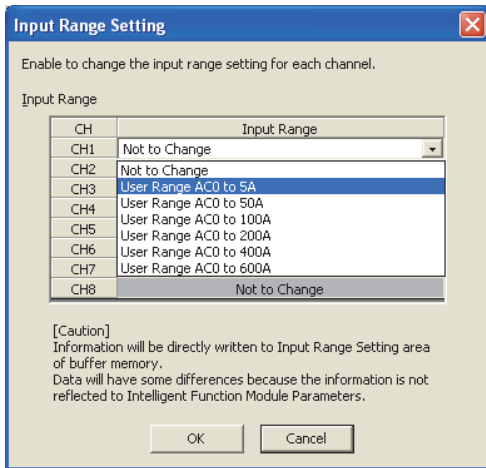 Input Range Setting
Enable to change the input range setting for each channel.
Input Range
CH Input Range
CH1 Not to Change
CH2 Not to Change
CH3 User Range AC0 to 5A
CH4 User Range AC0 to 50A
CH5 User Range AC0 to 100A
User Range AC0 to 200A
CH6 User Range AC0 to 400A
CH7 User Range AC0 to 600A
CH8 Not to Change
[Caution]
Information will be directly written to Input Range Setting area
of buffer memory.
Data will have some differences because the information is not
reflected to Intelligent Function Module Parameters.
OK Cancel